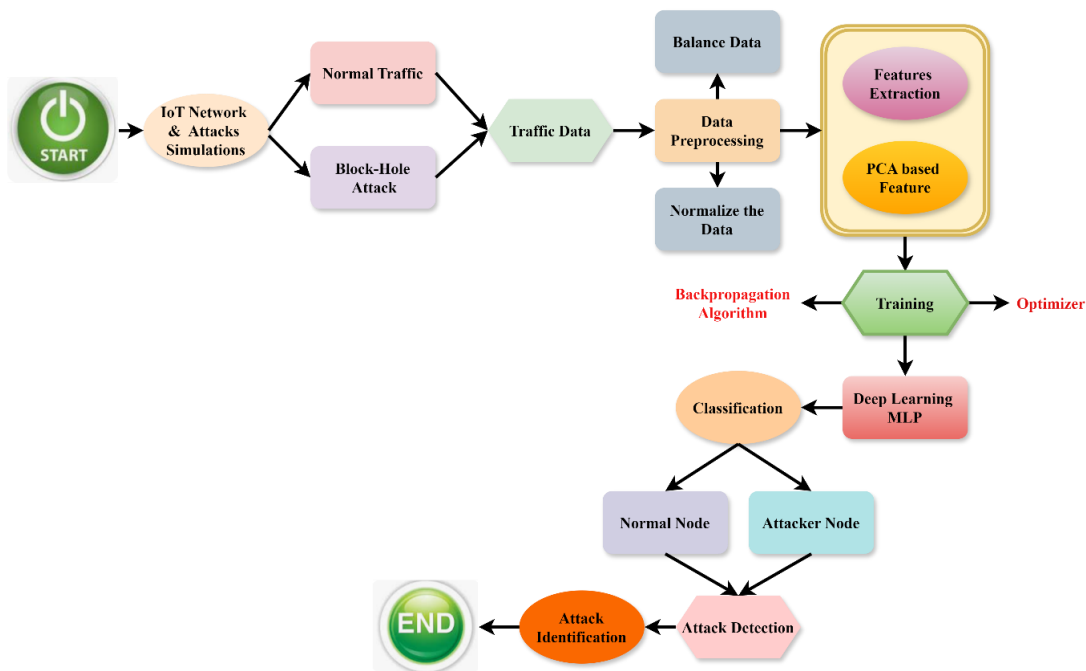 START
IoT Network
& Attacks
Simulations
Normal Traffic
Block-Hole
Attack
Traffic Data
Balance Data
Data
Preprocessing
Normalize the
Data
Features
Extraction
PCA based
Feature
Backpropagation
Algorithm
Training
Optimizer
Deep Learning
MLP
Classification
Normal Node
Attacker Node
Attack Detection
Attack
Identification
END